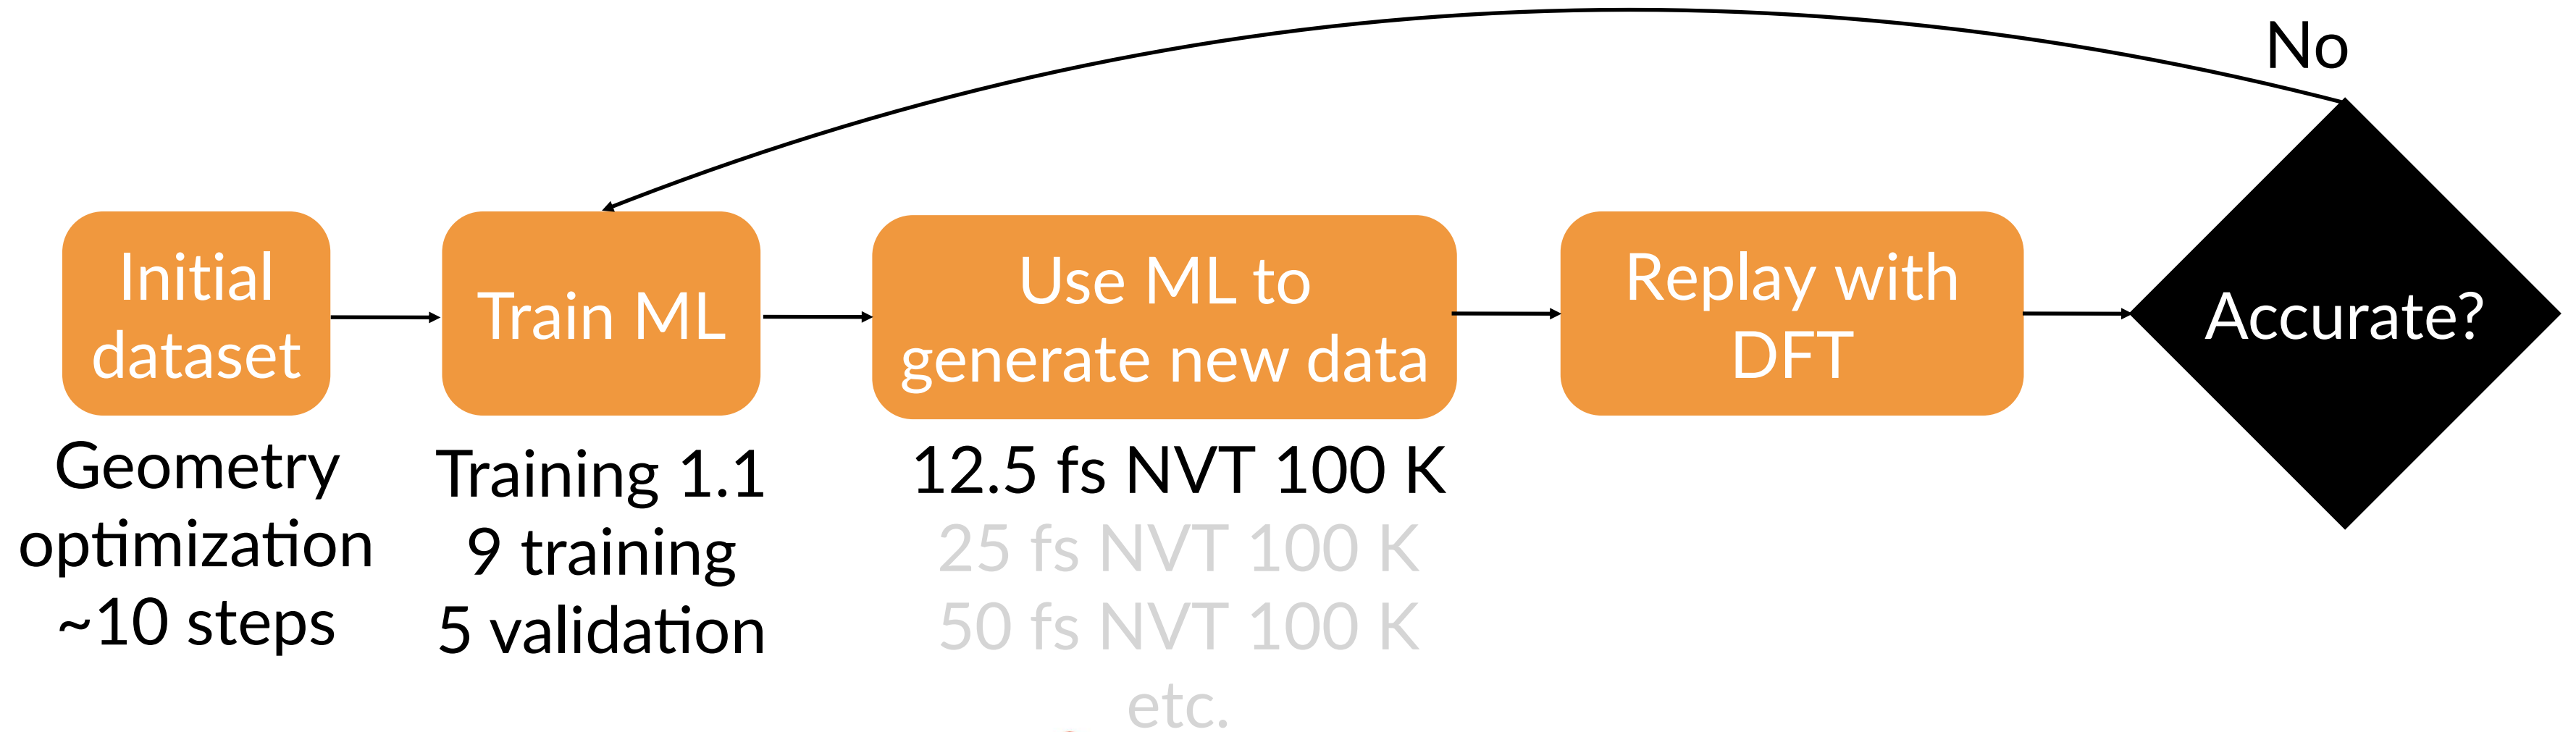 No
Initial
dataset
Train ML
Use ML to
generate new data
Replay with
DFT
Accurate?
Geometry
optimization
~10 steps
Training 1.1
9 training
5 validation
12.5 fs NVT 100 K
25 fs NVT 100 K
50 fs NVT 100 K
etc.